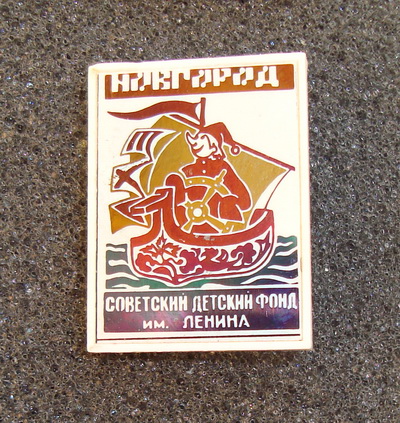 НОВГОРОД
СОВЕТСКИЙ ДЕТСКИЙ ФОНД
им. ЛЕНИНА